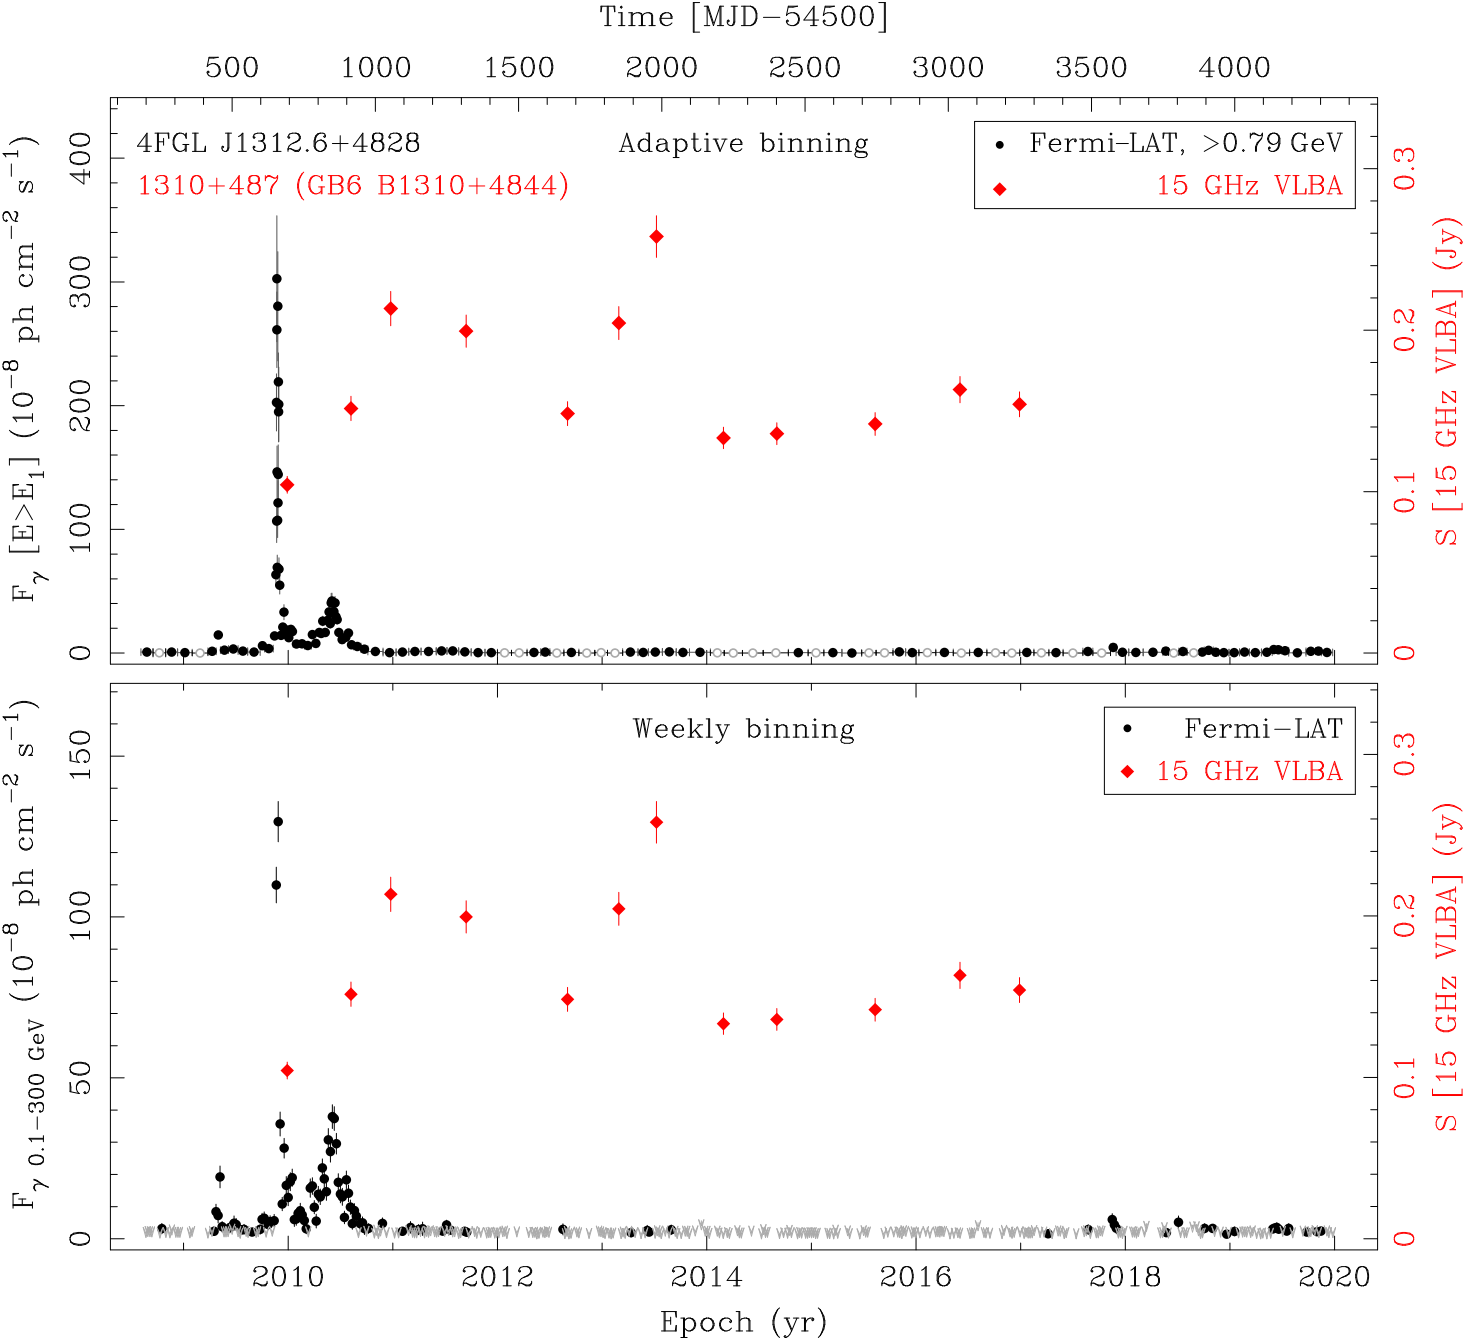 Time [MJD−54500]
500 1000 1500 2000 2500 3000 3500 4000
4FGL J1312.6+4828
Adaptive binning
Fermi−LAT, >0.79 GeV
1310+487 (GB6 B1310+4844)
15 GHz VLBA
F_γ [E>E_1] (10^−8 ph cm^−2 s^−1)
0 100 200 300 400
S [15 GHz VLBA] (Jy)
0 0.1 0.2 0.3
Weekly binning
Fermi−LAT
15 GHz VLBA
F_γ 0.1−300 GeV (10^−8 ph cm^−2 s^−1)
0 50 100 150
S [15 GHz VLBA] (Jy)
0 0.1 0.2 0.3
2010 2012 2014 2016 2018 2020
Epoch (yr)